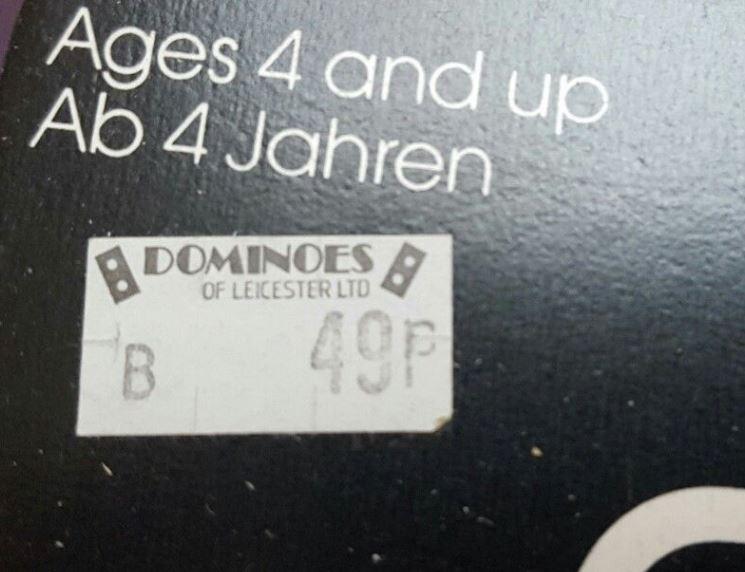 Ages 4 and up
Ab 4 Jahren
DOMINOES
OF LEICESTER LTD
B 49P